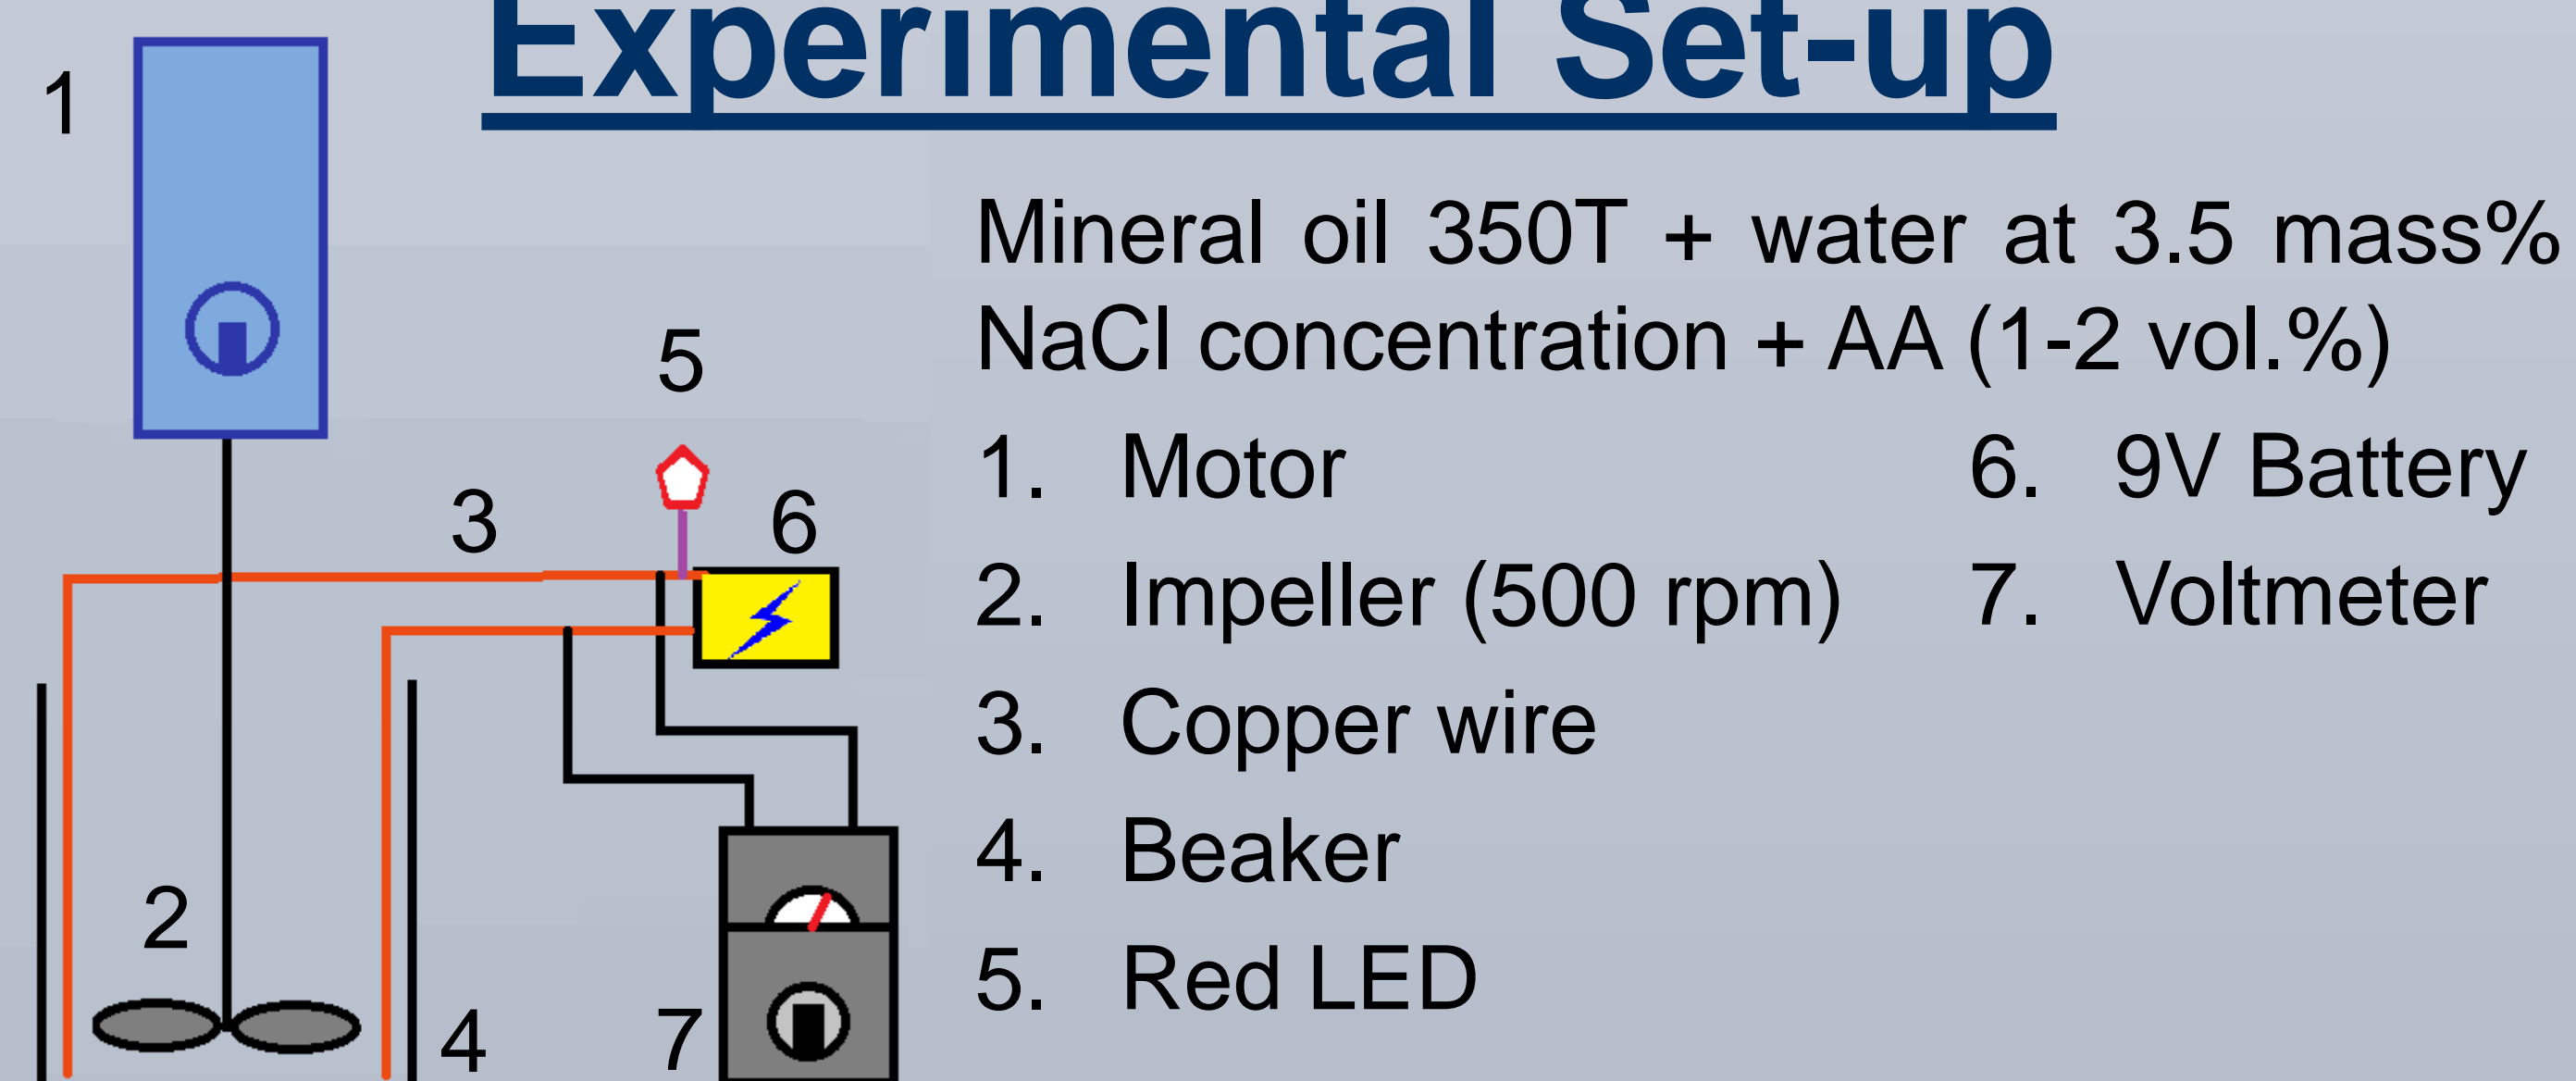 Experimental Set-up
Mineral oil 350T + water at 3.5 mass%
NaCl concentration + AA (1-2 vol.%)
1. Motor
2. Impeller (500 rpm)
3. Copper wire
4. Beaker
5. Red LED
6. 9V Battery
7. Voltmeter
1
5
3
6
2
4
7